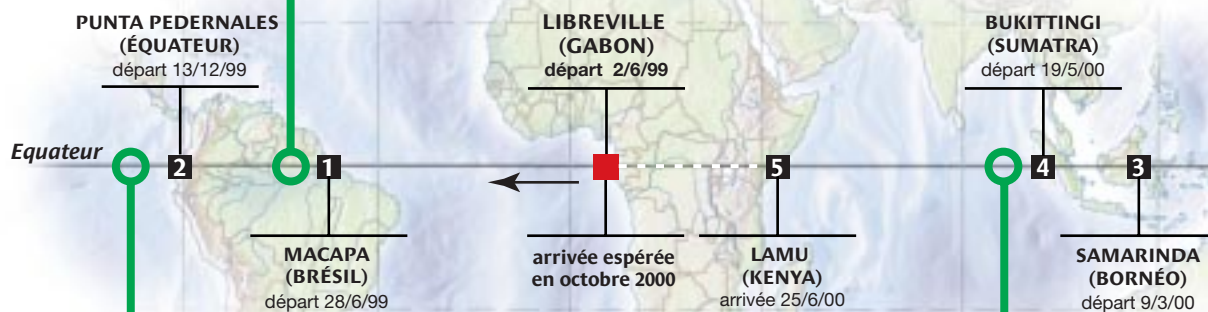 PUNTA PEDERNALES
(ÉQUATEUR)
départ 13/12/99
LIBREVILLE
(GABON)
départ 2/6/99
BUKITTINGI
(SUMATRA)
départ 19/5/00
Equateur
2
1
5
4
3
MACAPA
(BRÉSIL)
départ 28/6/99
arrivée espérée
en octobre 2000
LAMU
(KENYA)
arrivée 25/6/00
SAMARINDA
(BORNÉO)
départ 9/3/00